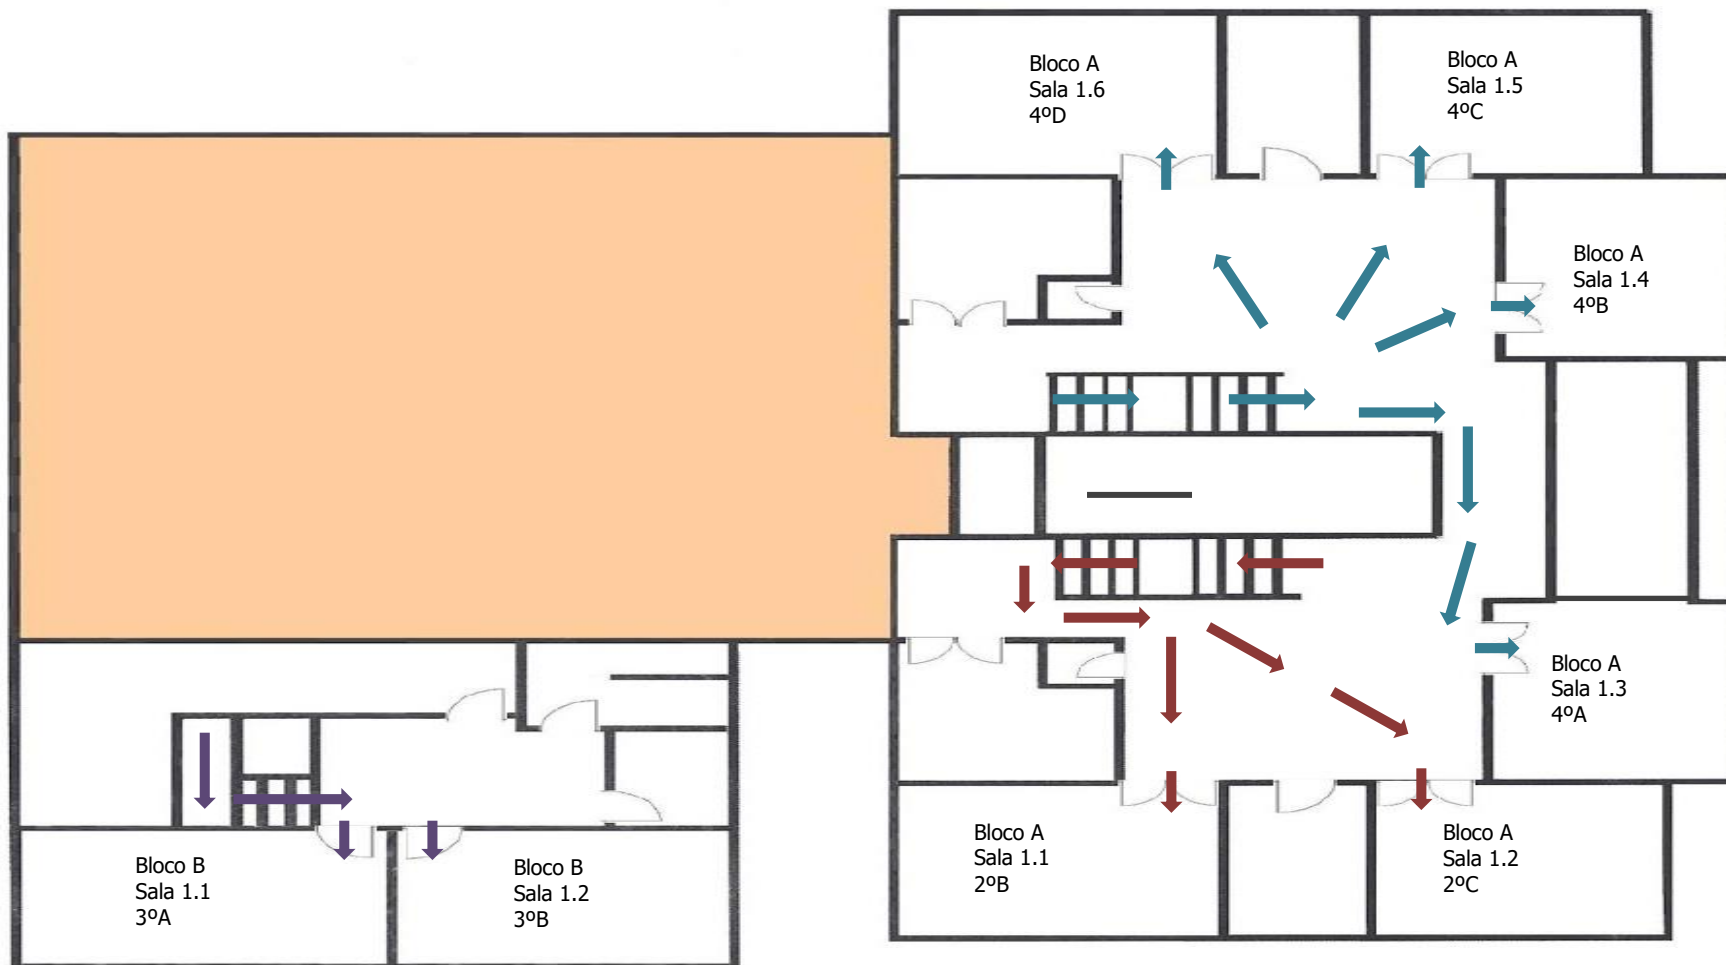 Bloco A
Sala 1.6
4ºD
Bloco A
Sala 1.5
4ºC
Bloco A
Sala 1.4
4ºB
Bloco A
Sala 1.3
4ºA
Bloco A
Sala 1.1
2ºB
Bloco A
Sala 1.2
2ºC
Bloco B
Sala 1.1
3ºA
Bloco B
Sala 1.2
3ºB